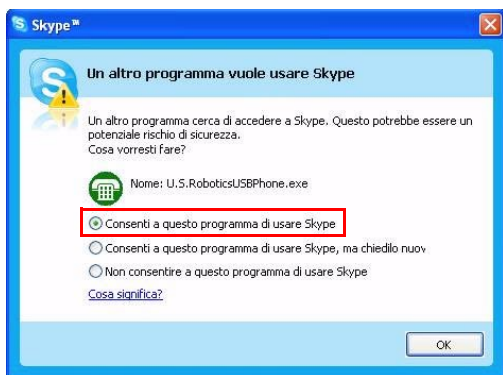 Skype™
Un altro programma vuole usare Skype
Un altro programma cerca di accedere a Skype. Questo potrebbe essere un
potenziale rischio di sicurezza.
Cosa vorresti fare?
Nome: U.S.RoboticsUSBPhone.exe
Consenti a questo programma di usare Skype
Consenti a questo programma di usare Skype, ma chiedilo nuov
Non consentire a questo programma di usare Skype
Cosa significa?
OK